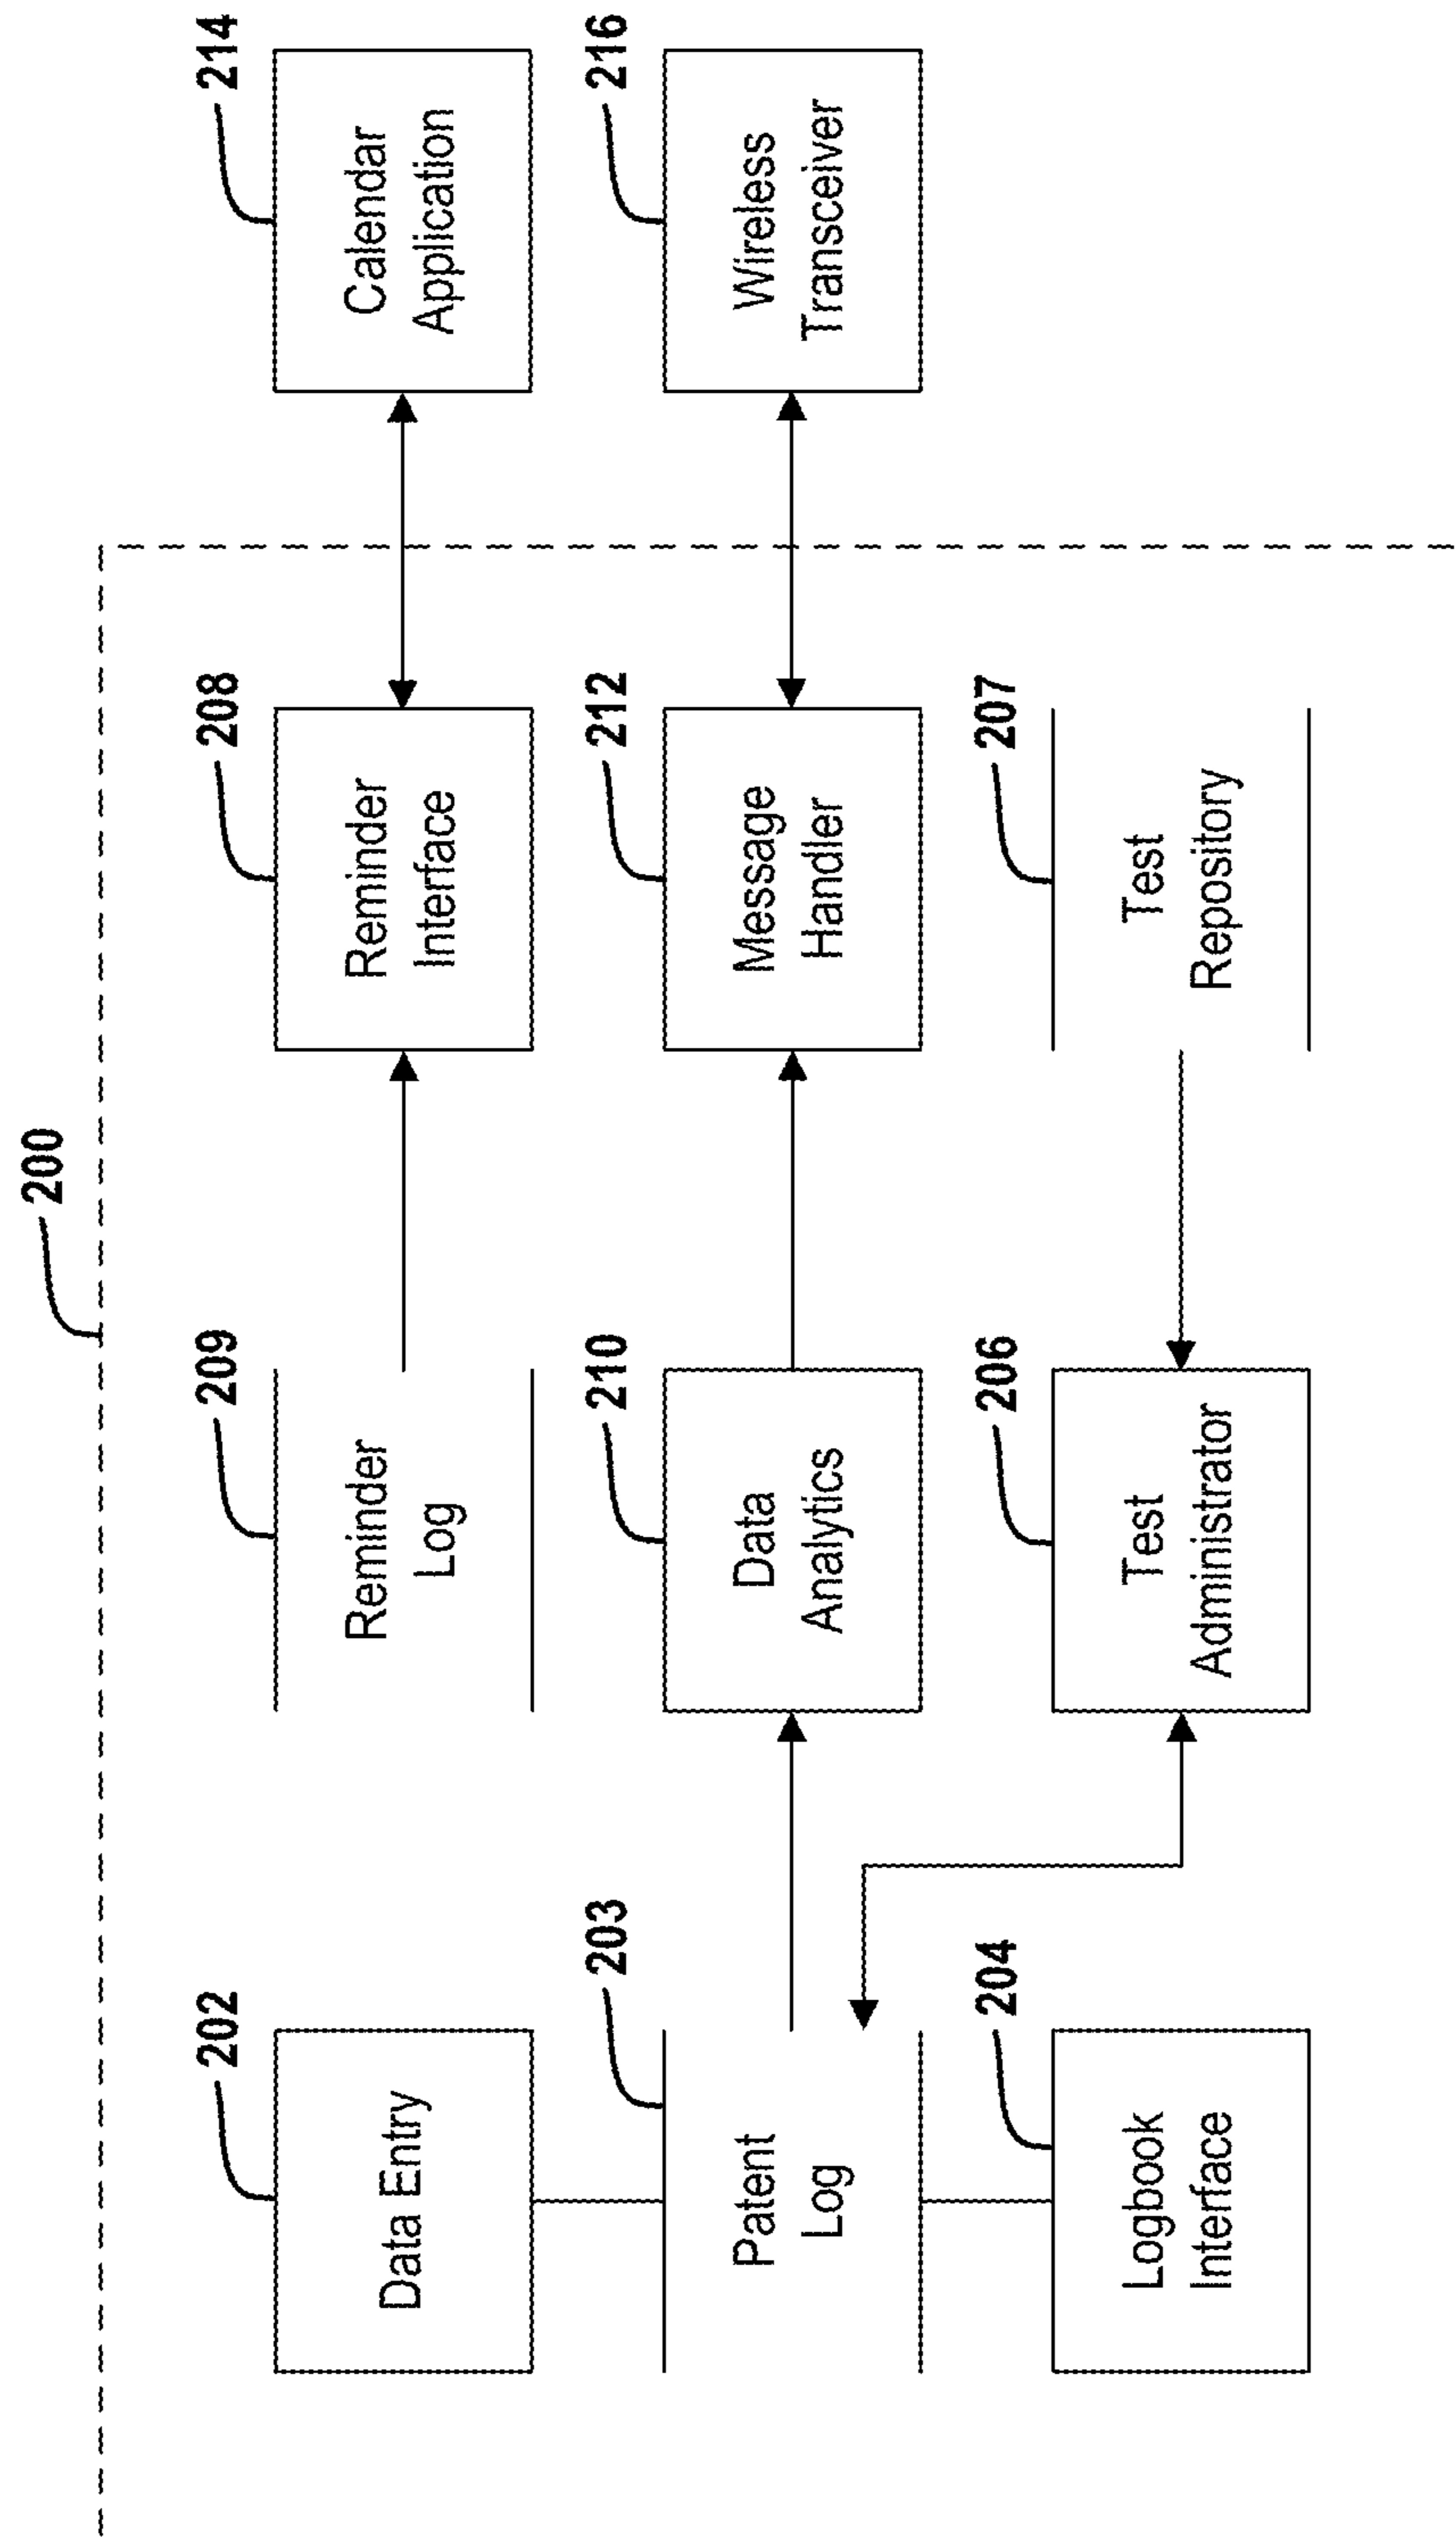 200
202
Data Entry
209
Reminder
Log
208
Reminder
Interface
214
Calendar
Application
203
Patent
Log
210
Data
Analytics
212
Message
Handler
216
Wireless
Transceiver
204
Logbook
Interface
206
Test
Administrator
207
Test
Repository